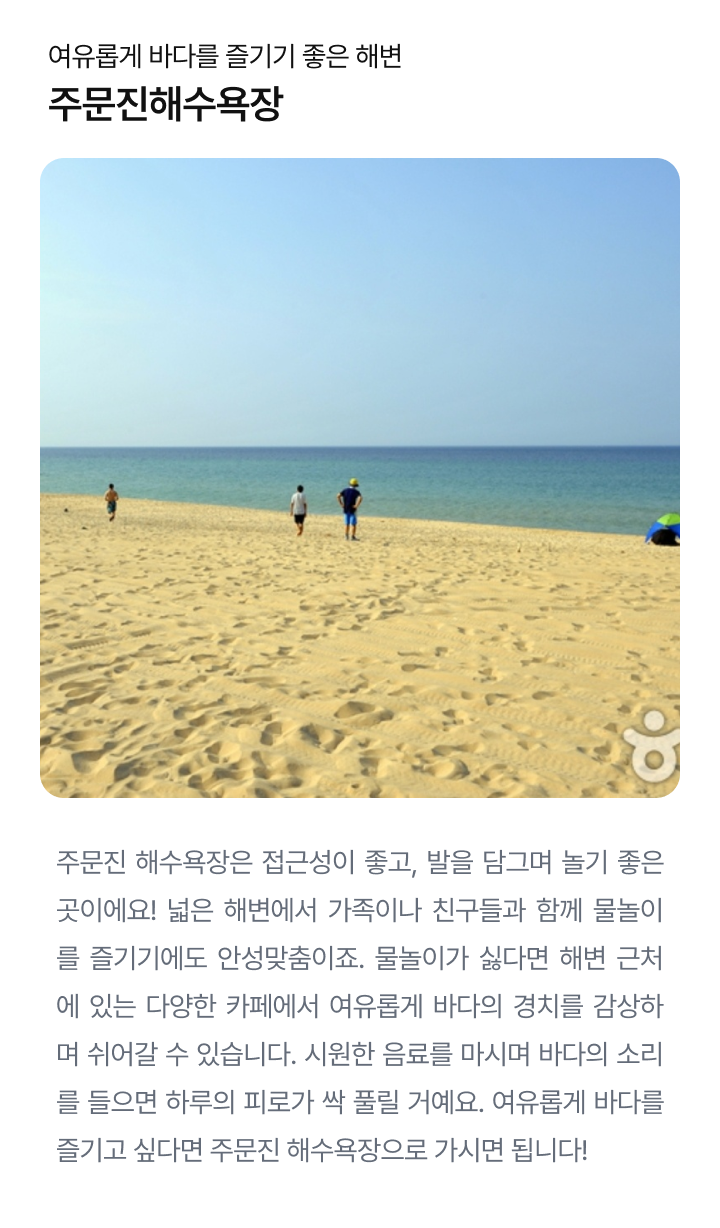 여유롭게 바다를 즐기기 좋은 해변
주문진해수욕장
주문진 해수욕장은 접근성이 좋고, 발을 담그며 놀기 좋은
곳이에요! 넓은 해변에서 가족이나 친구들과 함께 물놀이
를 즐기기에도 안성맞춤이죠. 물놀이가 싫다면 해변 근처
에 있는 다양한 카페에서 여유롭게 바다의 경치를 감상하
며 쉬어갈 수 있습니다. 시원한 음료를 마시며 바다의 소리
를 들으면 하루의 피로가 싹 풀릴 거예요. 여유롭게 바다를
즐기고 싶다면 주문진 해수욕장으로 가시면 됩니다!